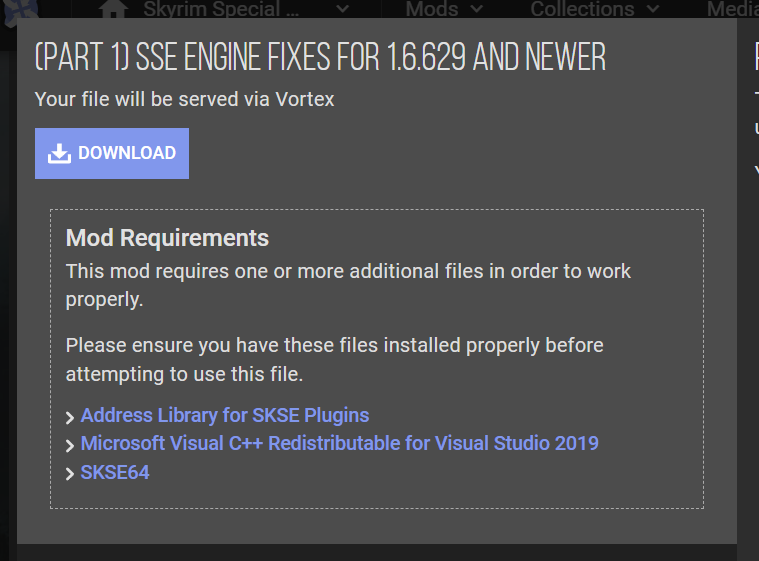 Skyrim Special ...
Mods
Collections
Media
(PART 1) SSE ENGINE FIXES FOR 1.6.629 AND NEWER
Your file will be served via Vortex
DOWNLOAD
Mod Requirements
This mod requires one or more additional files in order to work
properly.
Please ensure you have these files installed properly before
attempting to use this file.
Address Library for SKSE Plugins
Microsoft Visual C++ Redistributable for Visual Studio 2019
SKSE64